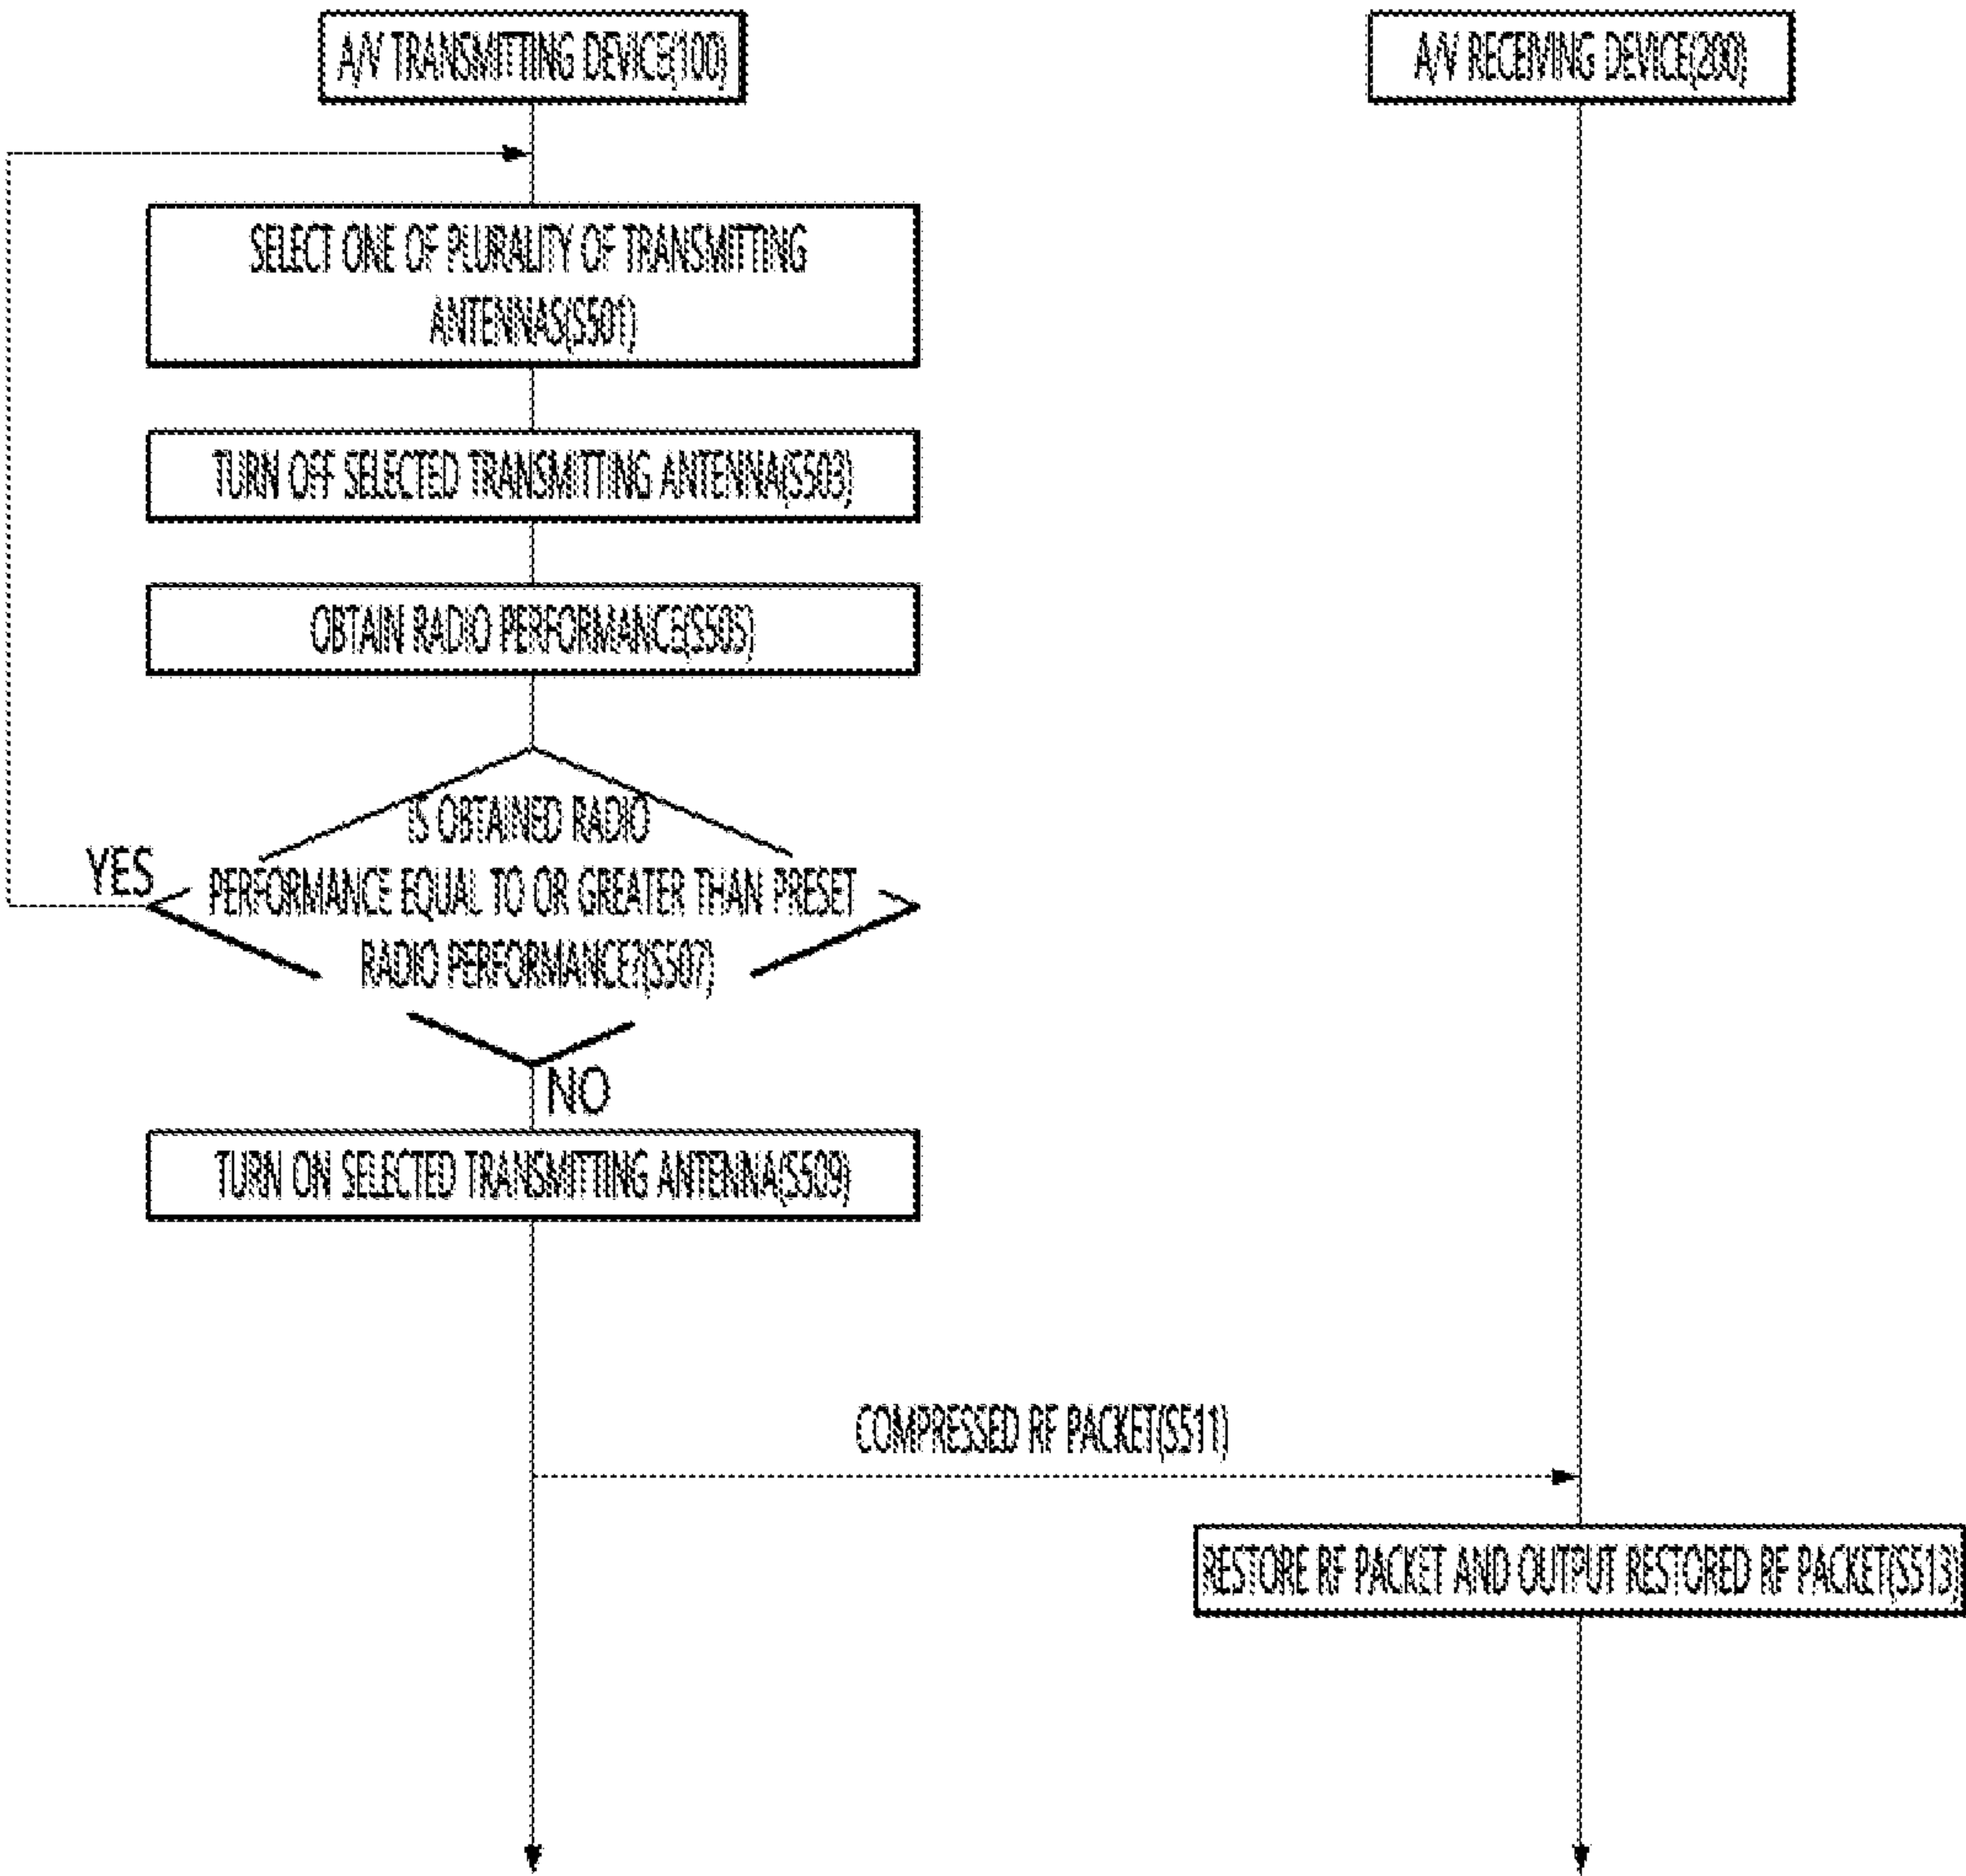 A/V TRANSMITTING DEVICE(100)
A/V RECEIVING DEVICE(200)
SELECT ONE OF PLURALITY OF TRANSMITTING
ANTENNAS(S501)
TURN OFF SELECTED TRANSMITTING ANTENNA(S503)
OBTAIN RADIO PERFORMANCE(S505)
IS OBTAINED RADIO
PERFORMANCE EQUAL TO OR GREATER THAN PRESET
RADIO PERFORMANCE?(S507)
YES
NO
TURN ON SELECTED TRANSMITTING ANTENNA(S509)
COMPRESSED RF PACKET(S511)
RESTORE RF PACKET AND OUTPUT RESTORED RF PACKET(S513)